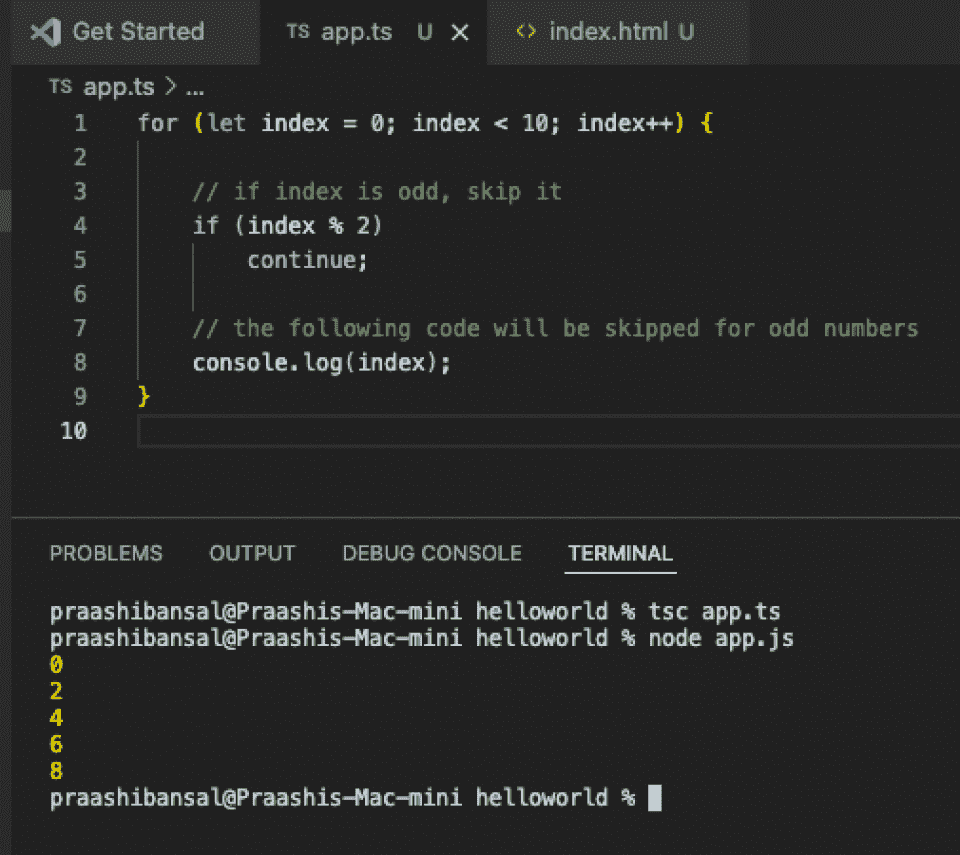 Get Started TS app.ts U × <> index.html U
TS app.ts > ...
1 for (let index = 0; index < 10; index++) {
2
3 // if index is odd, skip it
4 if (index % 2)
5 continue;
6
7 // the following code will be skipped for odd numbers
8 console.log(index);
9 }
10
PROBLEMS OUTPUT DEBUG CONSOLE TERMINAL
praashibansal@Praashis-Mac-mini helloworld % tsc app.ts
praashibansal@Praashis-Mac-mini helloworld % node app.js
0
2
4
6
8
praashibansal@Praashis-Mac-mini helloworld %